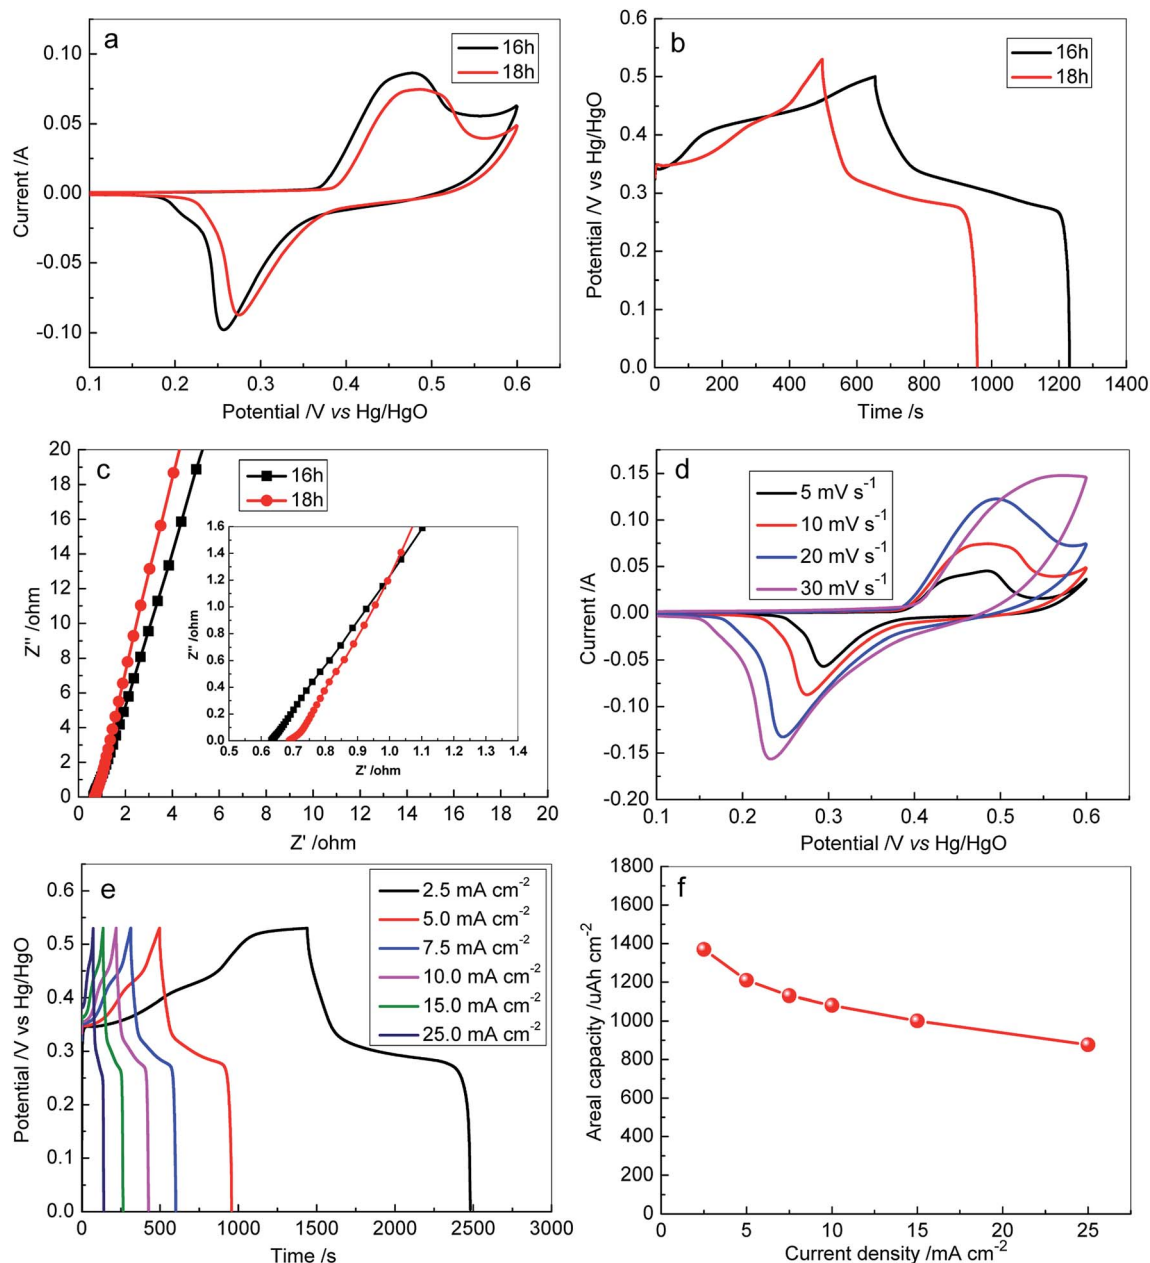 a
16h
18h
0.10
0.05
0.00
-0.05
-0.10
Current /A
0.1 0.2 0.3 0.4 0.5 0.6
Potential /V vs Hg/HgO
b
16h
18h
0.6
0.5
0.4
0.3
0.2
0.1
0.0
Potential /V vs Hg/HgO
0 200 400 600 800 1000 1200 1400
Time /s
c
16h
18h
20
18
16
14
12
10
8
6
4
2
0
Z'' /ohm
0 2 4 6 8 10 12 14 16 18 20
Z' /ohm
1.6
1.4
1.2
1.0
0.8
0.6
0.4
0.2
0.0
Z'' /ohm
0.5 0.6 0.7 0.8 0.9 1.0 1.1 1.2 1.3 1.4
Z' /ohm
d
5 mV s⁻¹
10 mV s⁻¹
20 mV s⁻¹
30 mV s⁻¹
0.15
0.10
0.05
0.00
-0.05
-0.10
-0.15
-0.20
Current /A
0.1 0.2 0.3 0.4 0.5 0.6
Potential /V vs Hg/HgO
e
2.5 mA cm⁻²
5.0 mA cm⁻²
7.5 mA cm⁻²
10.0 mA cm⁻²
15.0 mA cm⁻²
25.0 mA cm⁻²
0.6
0.5
0.4
0.3
0.2
0.1
0.0
Potential /V vs Hg/HgO
0 500 1000 1500 2000 2500 3000
Time /s
f
1800
1600
1400
1200
1000
800
600
400
200
0
Areal capacity /uAh cm⁻²
0 5 10 15 20 25
Current density /mA cm⁻²